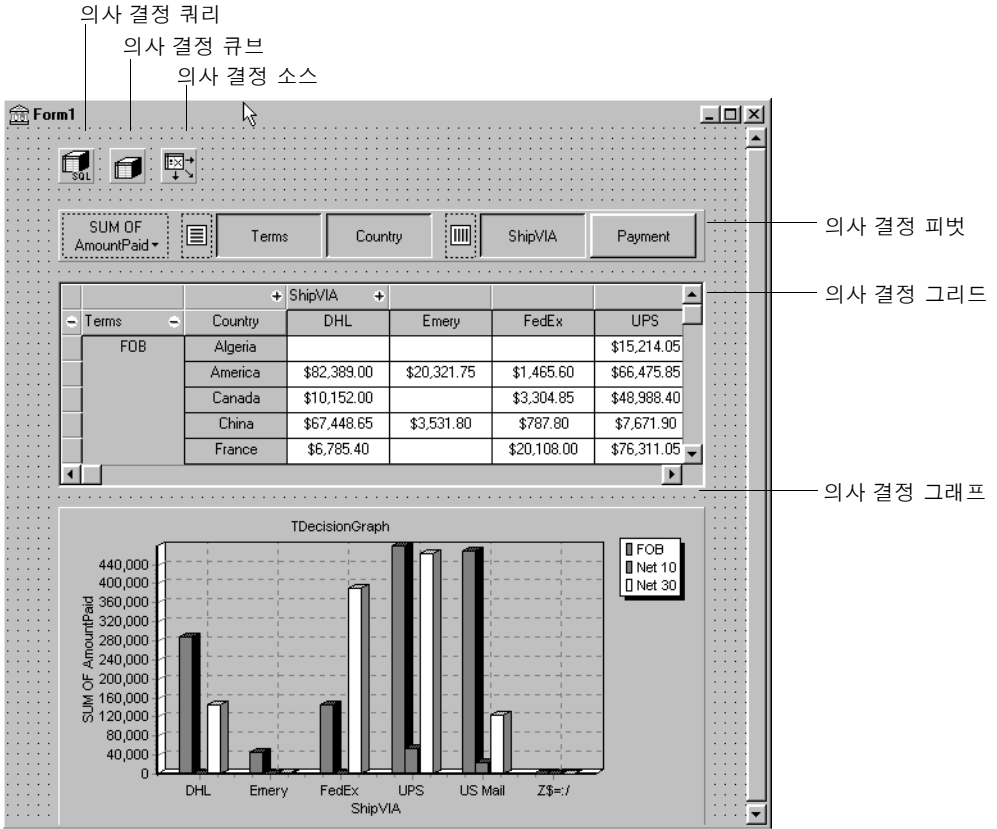 의사 결정 쿼리
의사 결정 큐브
의사 결정 소스
Form1
SQL
SUM OF
AmountPaid
Terms
Country
ShipVIA
Payment
의사 결정 피벗
의사 결정 그리드
ShipVIA
Terms Country DHL Emery FedEx UPS
FOB Algeria $15,214.05
America $82,389.00 $20,321.75 $1,465.60 $66,475.85
Canada $10,152.00 $3,304.85 $48,988.40
China $67,448.65 $3,531.80 $787.80 $7,671.90
France $6,785.40 $20,108.00 $76,311.05
의사 결정 그래프
TDecisionGraph
FOB
Net 10
Net 30
SUM OF AmountPaid
440,000
400,000
360,000
320,000
280,000
240,000
200,000
160,000
120,000
80,000
40,000
0
DHL Emery FedEx UPS US Mail Z$=:/
ShipVIA